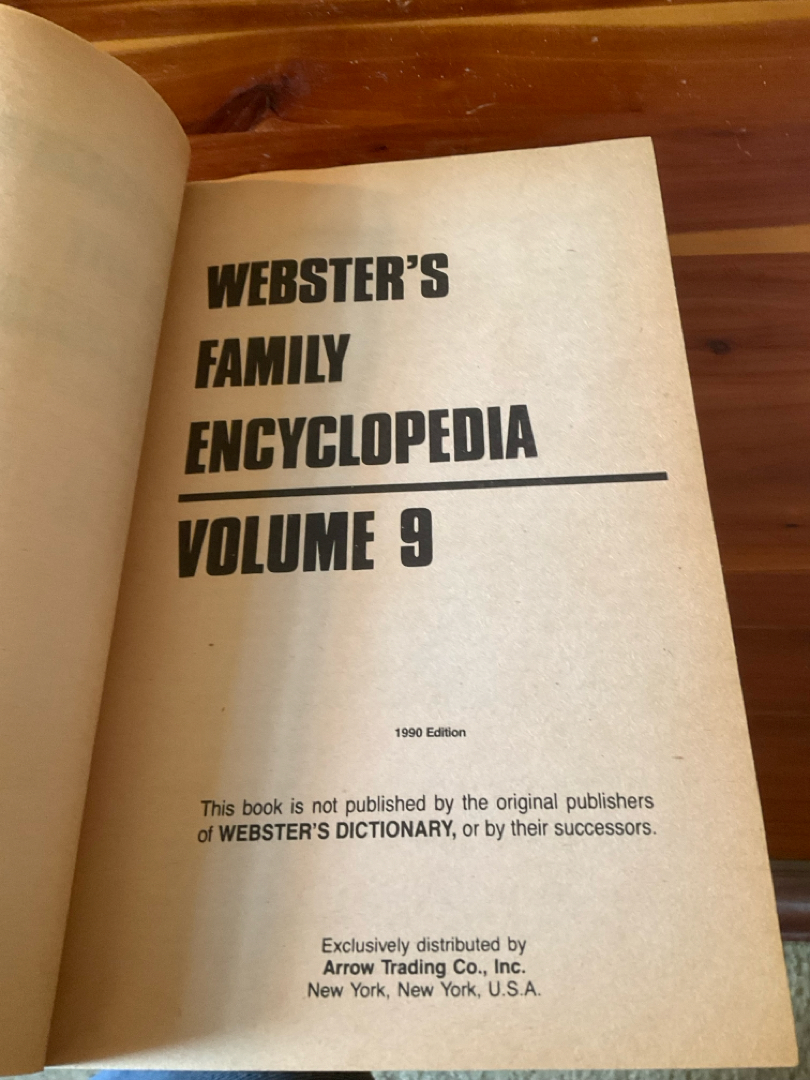 WEBSTER'S
FAMILY
ENCYCLOPEDIA
VOLUME 9
1990 Edition
This book is not published by the original publishers
of WEBSTER'S DICTIONARY, or by their successors.
Exclusively distributed by
Arrow Trading Co., Inc.
New York, New York, U.S.A.